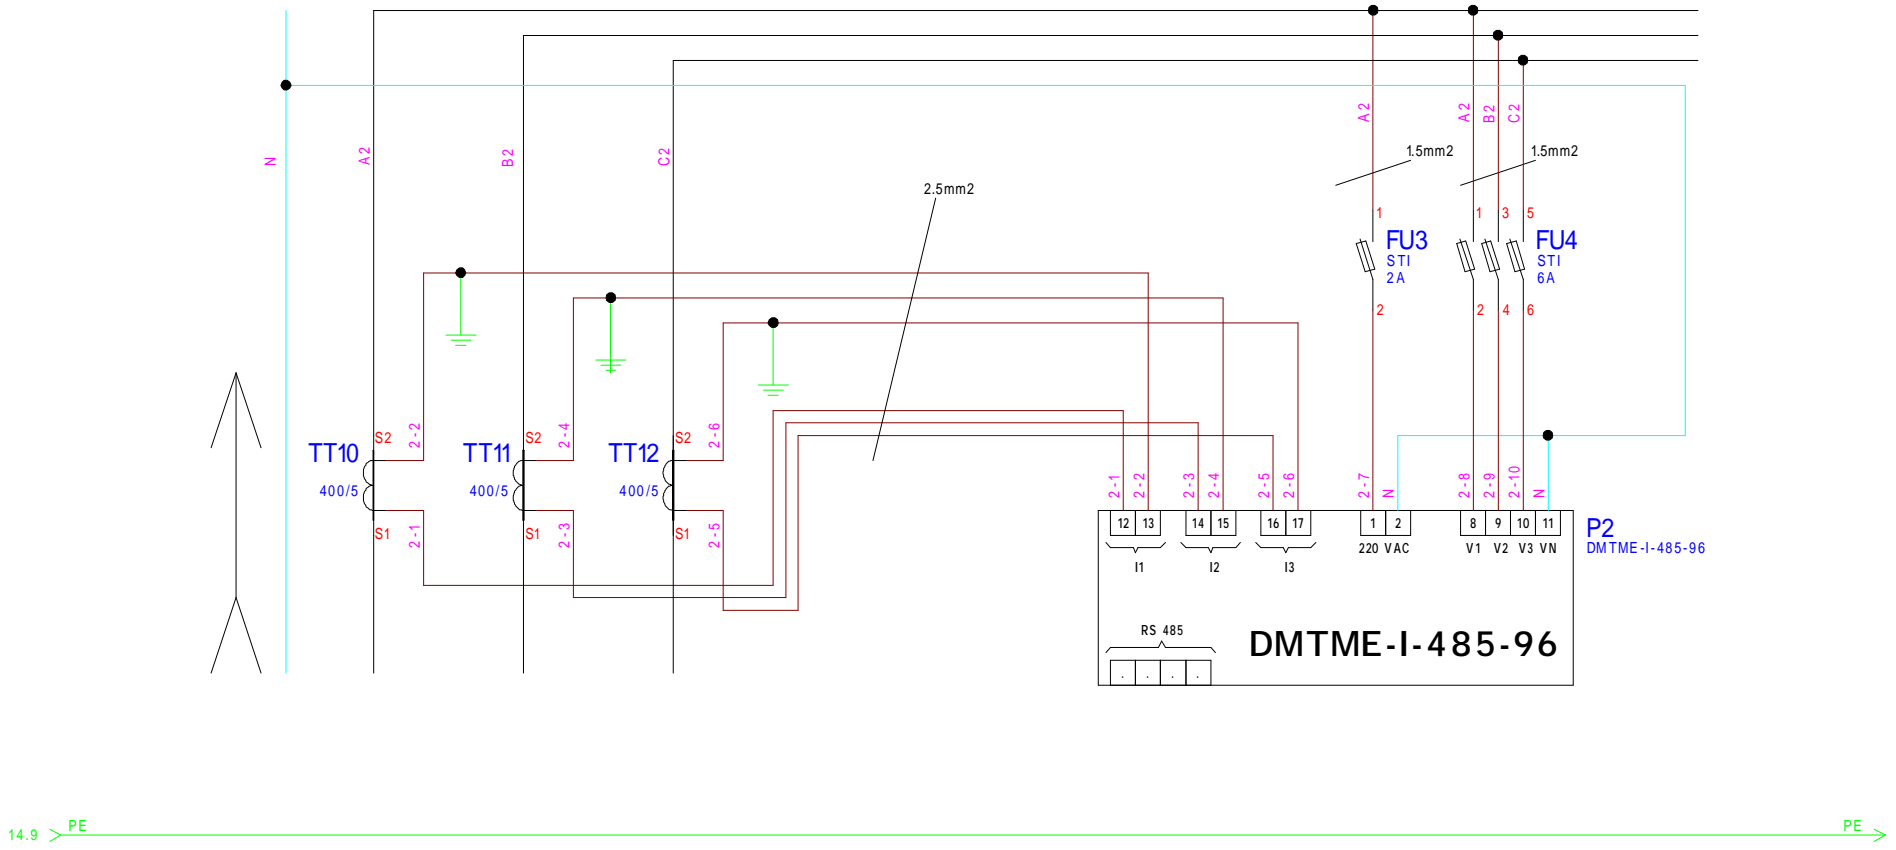 A2
A2
B2
C2
N
A2
B2
C2
1.5mm2
1.5mm2
2.5mm2
1
1
3
5
FU3
STI
2A
FU4
STI
6A
2
2
4
6
S2
2-2
S2
2-4
S2
2-6
TT10
400/5
TT11
400/5
TT12
400/5
S1
2-1
S1
2-3
S1
2-5
2-1
2-2
2-3
2-4
2-5
2-6
2-7
N
2-8
2-9
2-10
N
12 13
14 15
16 17
1 2
8 9 10 11
P2
DMTME-I-485-96
220 VAC
V1 V2 V3 VN
I1
I2
I3
RS 485
. . . .
DMTME-I-485-96
14.9
PE
PE